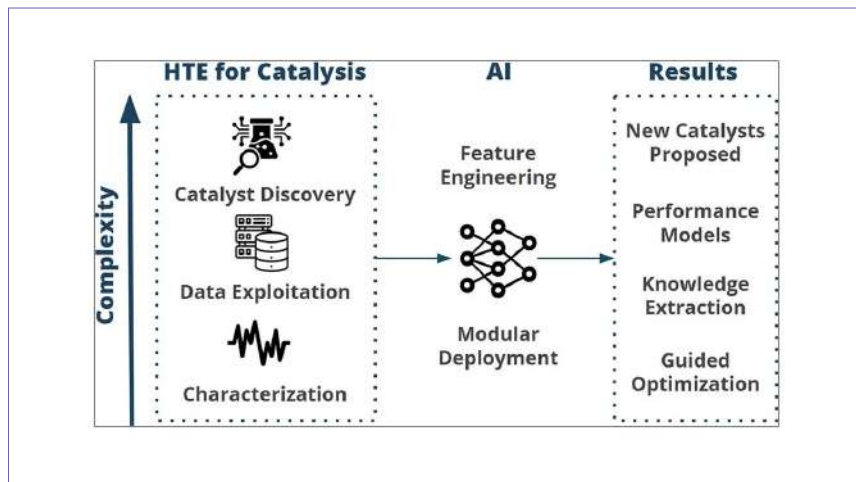 HTE for Catalysis
AI
Results
Complexity
Catalyst Discovery
Data Exploitation
Characterization
Feature
Engineering
Modular
Deployment
New Catalysts
Proposed
Performance
Models
Knowledge
Extraction
Guided
Optimization